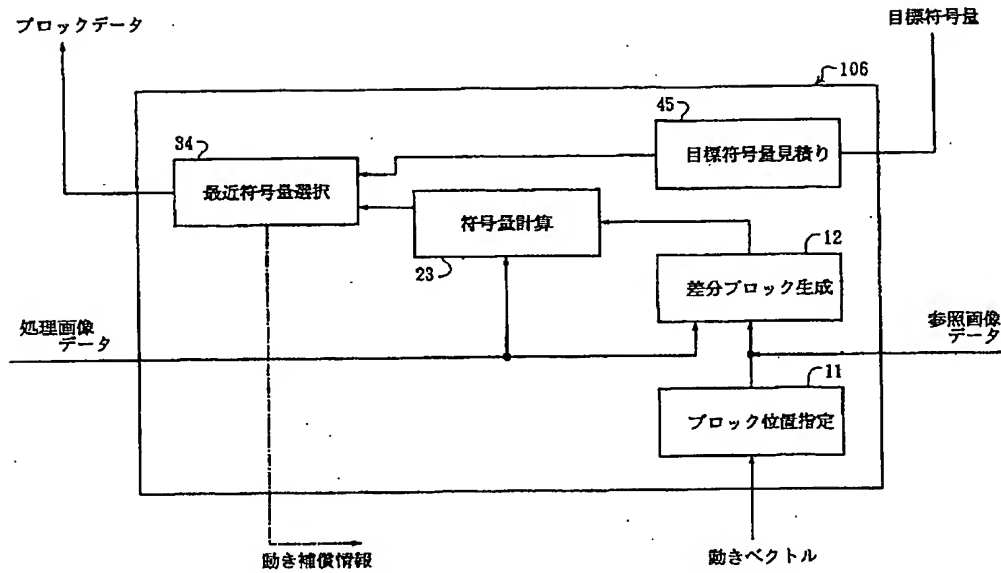 ブロックデータ
目標符号量
106
45
目標符号量見積り
34
最近符号量選択
符号量計算
23
12
差分ブロック生成
処理画像
データ
参照画像
データ
11
ブロック位置指定
動き補償情報
動きベクトル